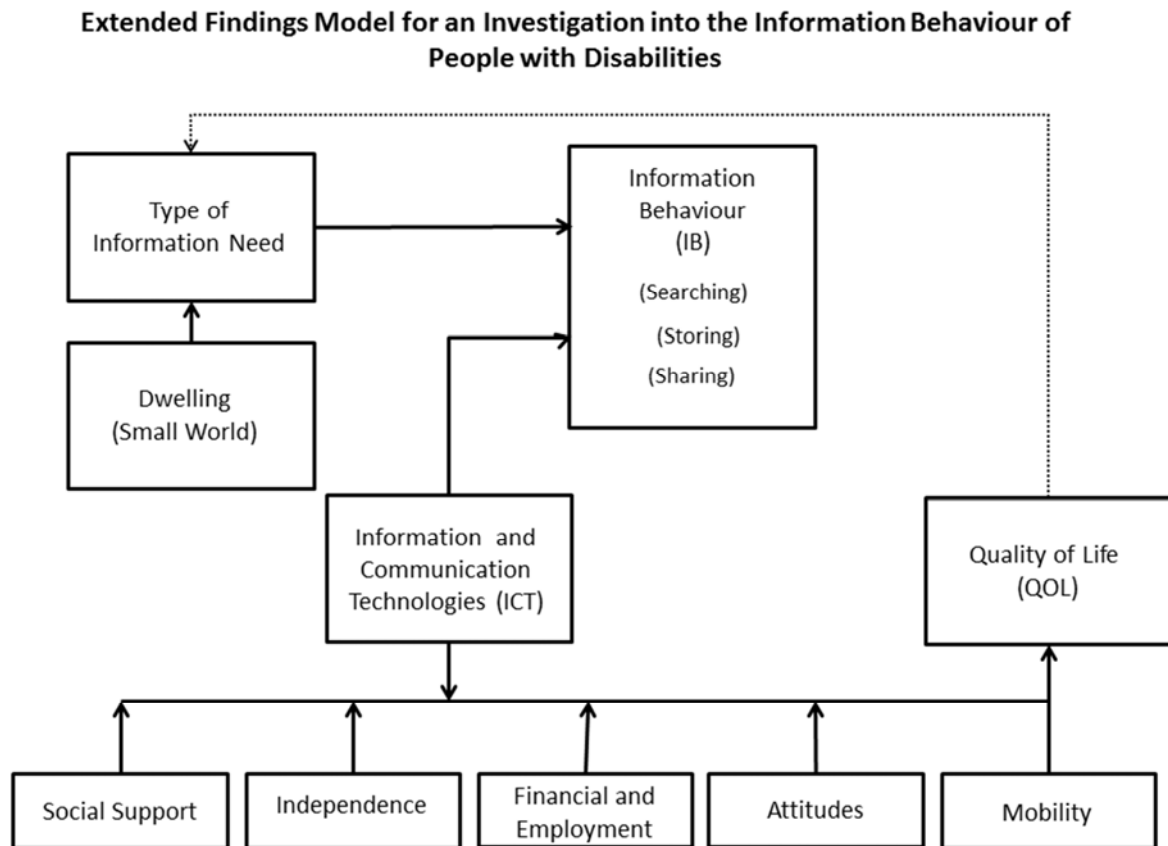 Extended Findings Model for an Investigation into the Information Behaviour of
People with Disabilities
Type of
Information Need
Information
Behaviour
(IB)
(Searching)
(Storing)
(Sharing)
Dwelling
(Small World)
Information and
Communication
Technologies (ICT)
Quality of Life
(QOL)
Social Support
Independence
Financial and
Employment
Attitudes
Mobility